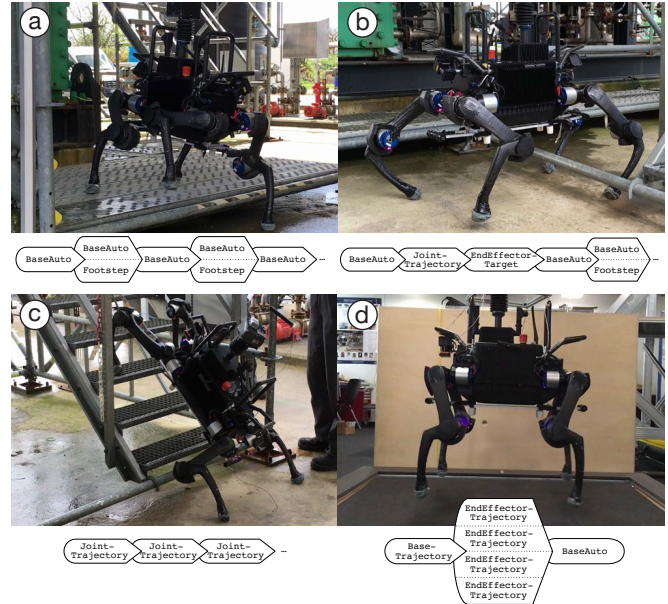 a
b
BaseAuto
BaseAuto
Footstep
BaseAuto
BaseAuto
Footstep
BaseAuto
...
BaseAuto
Joint-
Trajectory
EndEffector-
Target
BaseAuto
BaseAuto
Footstep
...
c
d
Joint-
Trajectory
Joint-
Trajectory
Joint-
Trajectory
...
Base-
Trajectory
EndEffector-
Trajectory
EndEffector-
Trajectory
EndEffector-
Trajectory
EndEffector-
Trajectory
BaseAuto